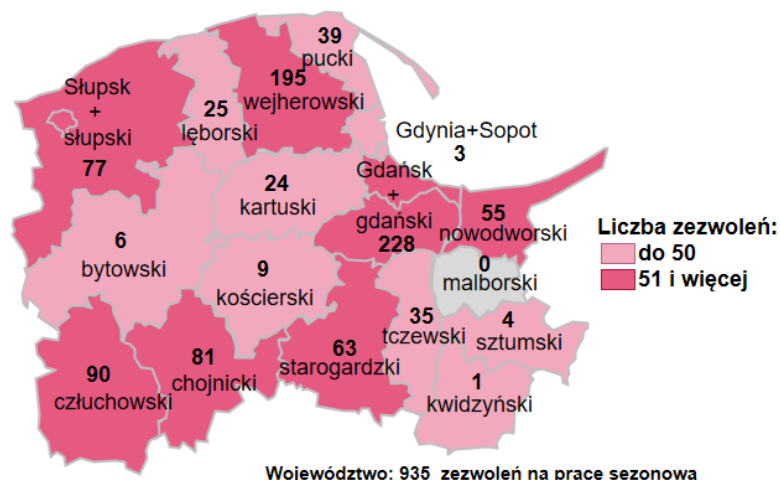 39
pucki
195
wejherowski
Słupsk
+
słupski
77
25
lęborski
Gdynia+Sopot
3
24
kartuski
Gdańsk
+
gdański
228
55
nowodworski
6
bytowski
9
kościerski
0
malborski
35
tczewski
4
sztumski
90
człuchowski
81
chojnicki
63
starogardzki
1
kwidzyński
Liczba zezwoleń:
do 50
51 i więcej
Województwo: 935 zezwoleń na prace sezonowa